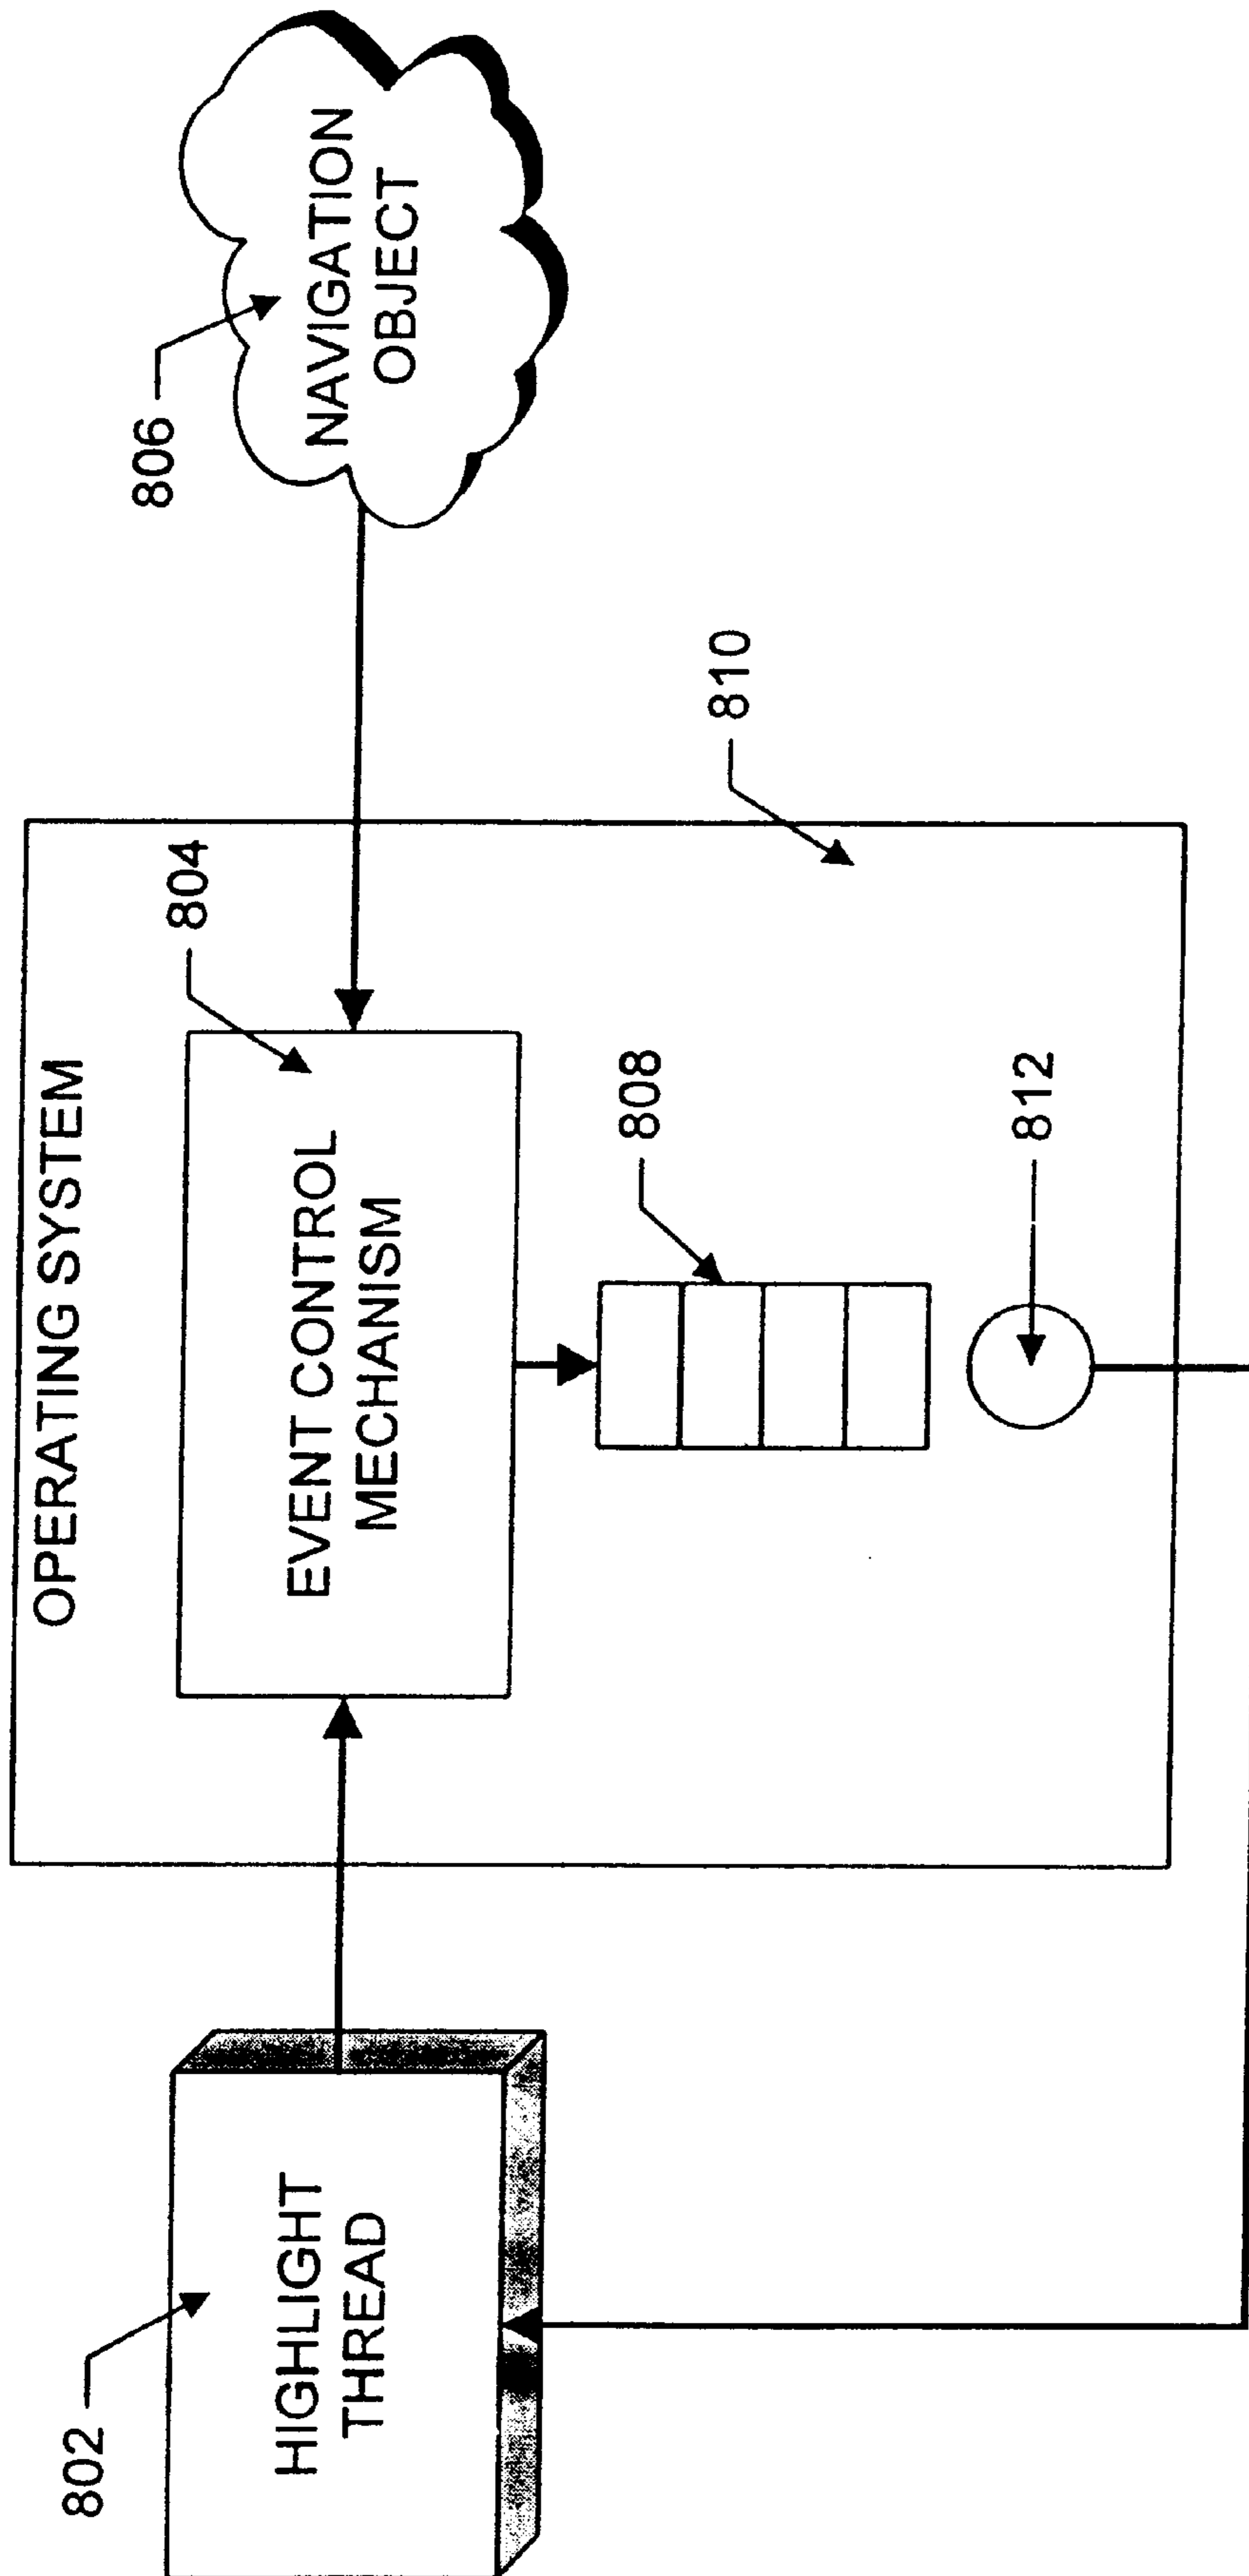 OPERATING SYSTEM
802
HIGHLIGHT
THREAD
804
EVENT CONTROL
MECHANISM
806
NAVIGATION
OBJECT
808
810
812